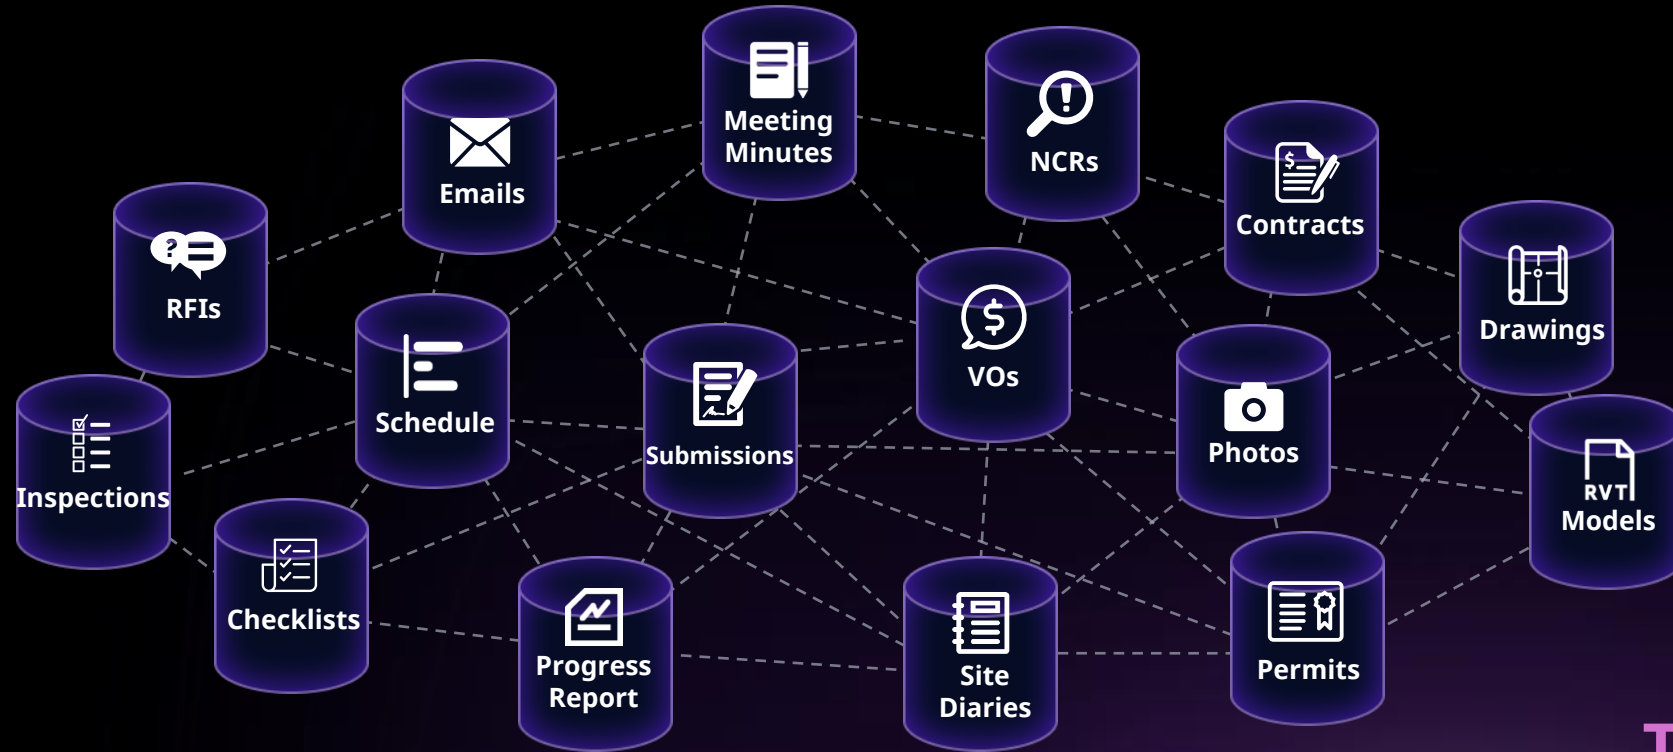 Meeting
Minutes
NCRs
Emails
$
Contracts
?
RFIs
Drawings
$
VOs
Schedule
Submissions
Photos
RVT
Models
Inspections
Checklists
Progress
Report
Site
Diaries
Permits
T